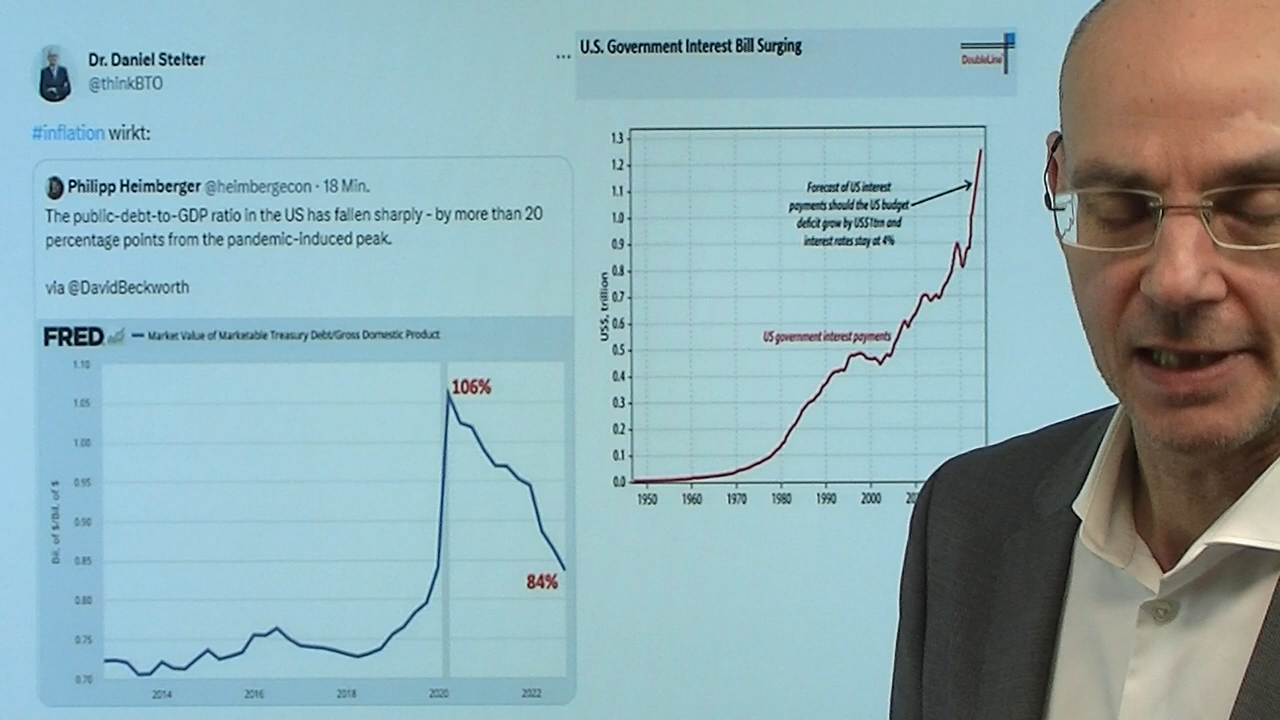 Dr. Daniel Stelter
@thinkBTO
...
#inflation wirkt:
Philipp Heimberger @heimbergecon · 18 Min.
The public-debt-to-GDP ratio in the US has fallen sharply - by more than 20
percentage points from the pandemic-induced peak.
via @DavidBeckworth
FRED
Market Value of Marketable Treasury Debt/Gross Domestic Product
Bil. of $/Bil. of $
1.10
1.05
1.00
0.95
0.90
0.85
0.80
0.75
0.70
106%
84%
2014
2016
2018
2020
2022
U.S. Government Interest Bill Surging
DoubleLine
US$, trillion
1.3
1.2
1.1
1.0
0.9
0.8
0.7
0.6
0.5
0.4
0.3
0.2
0.1
0.0
Forecast of US interest
payments should the US budget
deficit grow by US$1trn and
interest rates stay at 4%
US government interest payments
1950
1960
1970
1980
1990
2000